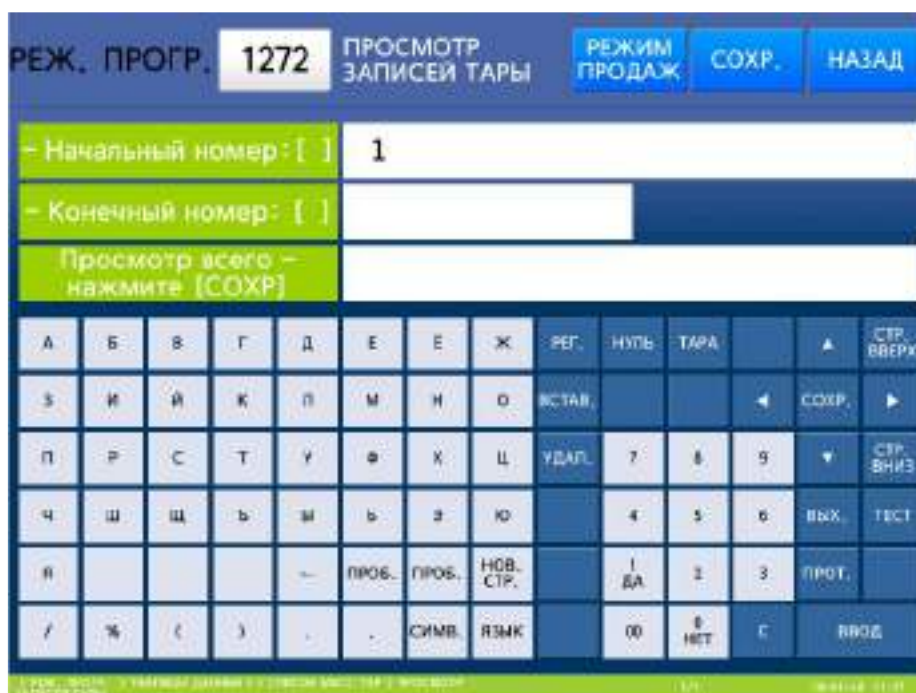 РЕЖ. ПРОГР. 1272 ПРОСМОТР ЗАПИСЕЙ ТАРЫ РЕЖИМ ПРОДАЖ СОХР. НАЗАД
- Начальный номер:[ ] 1
- Конечный номер: [ ]
Просмотр всего -
нажмите [СОХР]
А Б В Г Д Е Ё Ж РЕГ. НУЛЬ ТАРА ▲ СТР. ВВЕРХ
З И Й К Л М Н О ВСТАВ. ◀ СОХР. ▶
П Р С Т У Ф Х Ц УДАЛ. 7 8 9 ▼ СТР. ВНИЗ
Ч Ш Щ Ъ Ы Ь Э Ю 4 5 6 ВЫХ. ТЕСТ
Я ПРОБ. ПРОБ. НОВ. СТР. 1 ДА 2 3 ПРОТ.
/ % ( ) . СИМВ. ЯЗЫК 00 0 НЕТ C ВВОД
1/1